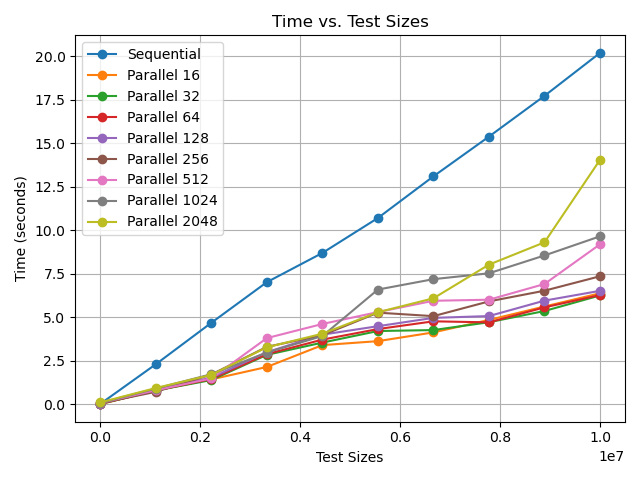 Time vs. Test Sizes
Time (seconds)
20.0
17.5
15.0
12.5
10.0
7.5
5.0
2.5
0.0
Sequential
Parallel 16
Parallel 32
Parallel 64
Parallel 128
Parallel 256
Parallel 512
Parallel 1024
Parallel 2048
0.0 0.2 0.4 0.6 0.8 1.0
1e7
Test Sizes